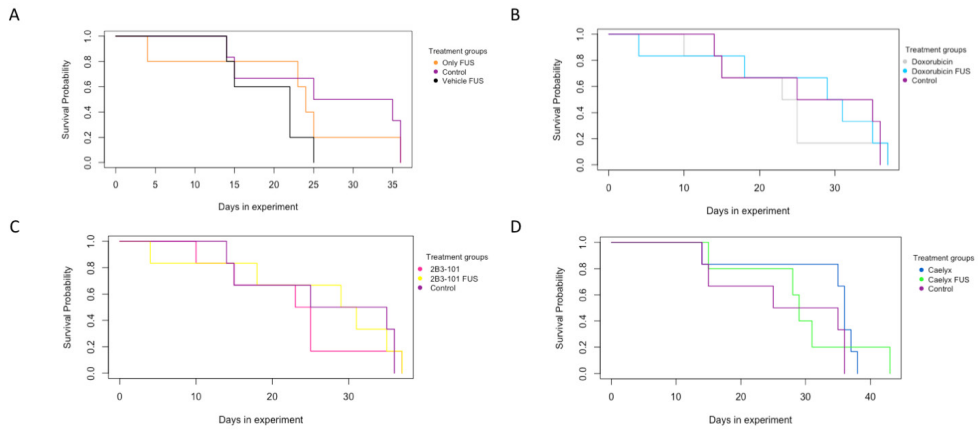 A
Survival Probability
0.0 0.2 0.4 0.6 0.8 1.0
0 5 10 15 20 25 30 35
Days in experiment
Treatment groups
Only FUS
Control
Vehicle FUS
B
Survival Probability
0.0 0.2 0.4 0.6 0.8 1.0
0 10 20 30
Days in experiment
Treatment groups
Doxorubicin
Doxorubicin FUS
Control
C
Survival Probability
0.0 0.2 0.4 0.6 0.8 1.0
0 10 20 30
Days in experiment
Treatment groups
2B3-101
2B3-101 FUS
Control
D
Survival Probability
0.0 0.2 0.4 0.6 0.8 1.0
0 10 20 30 40
Days in experiment
Treatment groups
Caelyx
Caelyx FUS
Control